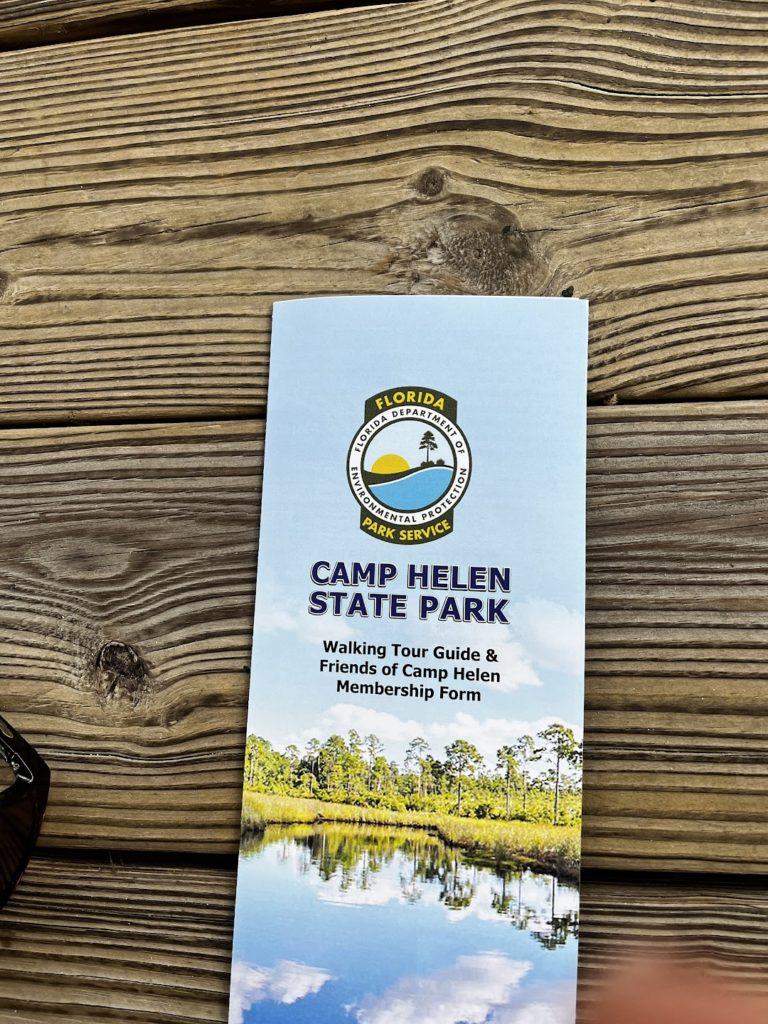 FLORIDA
FLORIDA DEPARTMENT OF
ENVIRONMENTAL PROTECTION
PARK SERVICE
CAMP HELEN
STATE PARK
Walking Tour Guide &
Friends of Camp Helen
Membership Form